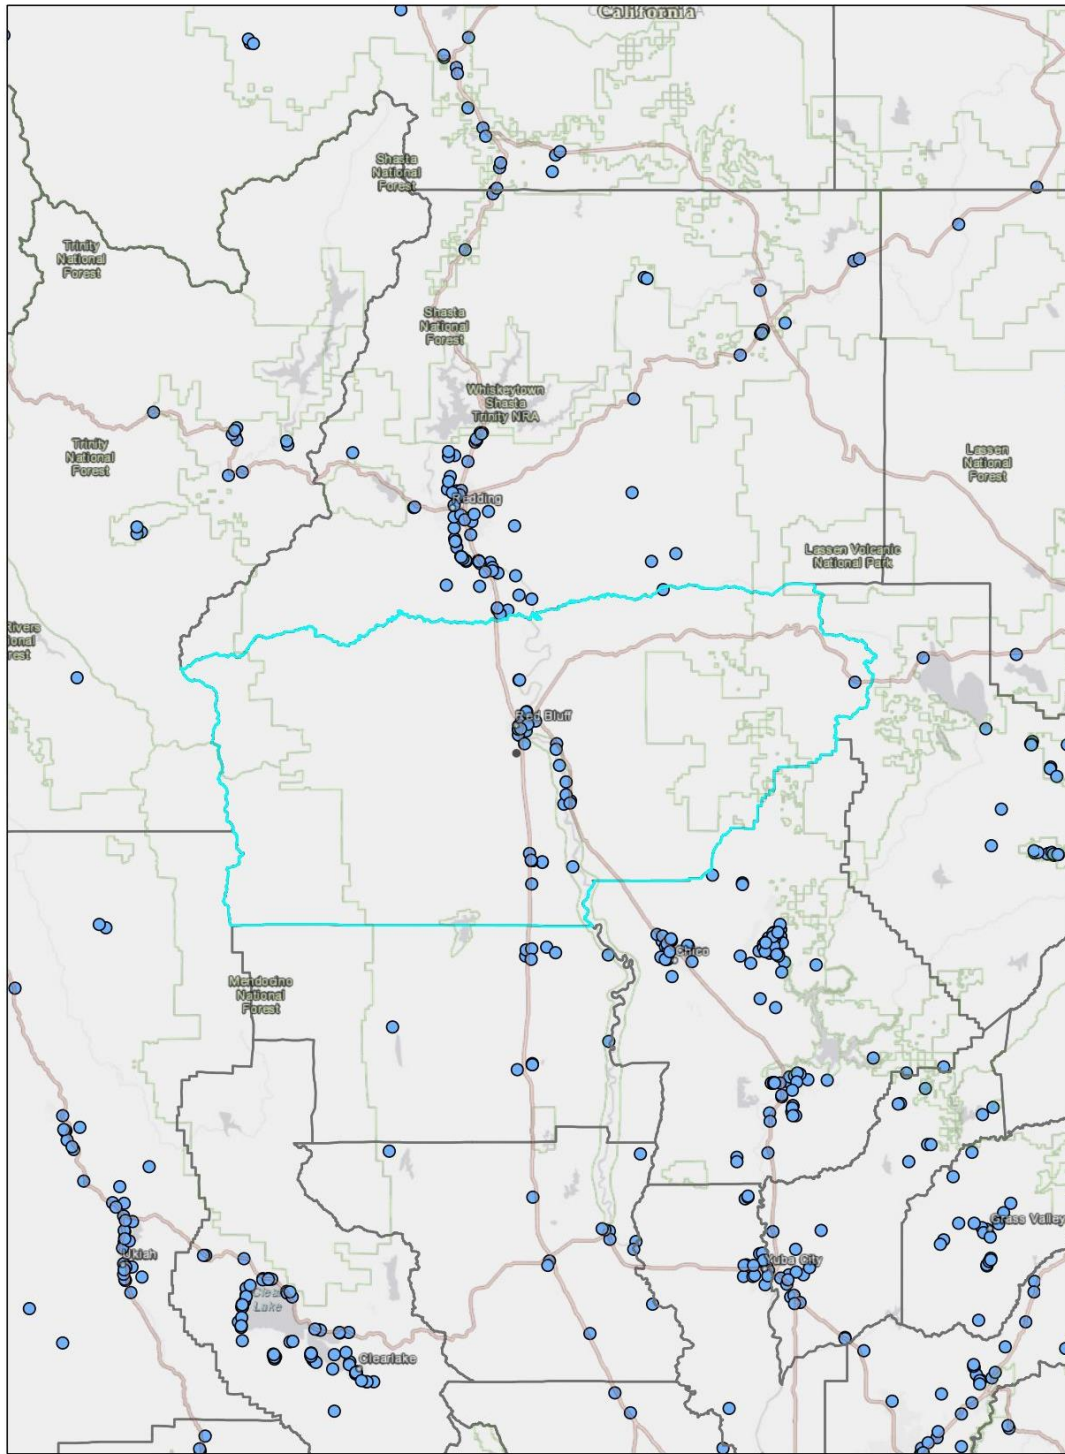 California
Shasta
National
Forest
Trinity
National
Forest
Shasta
National
Forest
Whiskeytown
Shasta
Trinity NRA
Trinity
National
Forest
Lassen
National
Forest
Redding
Lassen Volcanic
National Park
Rivers
ional
rest
Red Bluff
Chico
Mendocino
National
Forest
Grass Valley
Ukiah
Yuba City
Clear
Lake
Clearlake